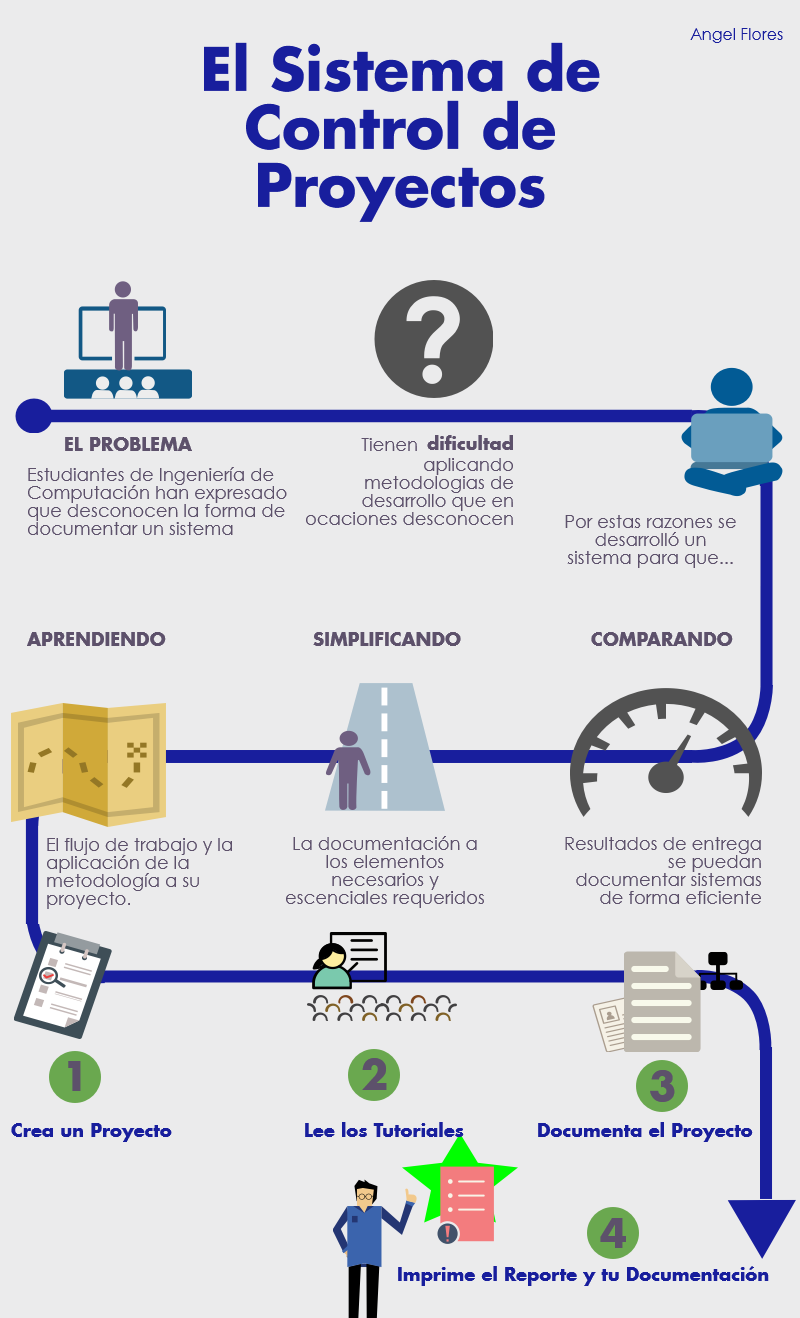 Angel Flores
El Sistema de
Control de
Proyectos
EL PROBLEMA
Estudiantes de Ingeniería de
Computación han expresado
que desconocen la forma de
documentar un sistema
Tienen dificultad
aplicando
metodologias de
desarrollo que en
ocaciones desconocen
Por estas razones se
desarrolló un
sistema para que...
COMPARANDO
SIMPLIFICANDO
APRENDIENDO
Resultados de entrega
se puedan
documentar sistemas
de forma eficiente
La documentación a
los elementos
necesarios y
escenciales requeridos
El flujo de trabajo y la
aplicación de la
metodología a su
proyecto.
1
Crea un Proyecto
2
Lee los Tutoriales
3
Documenta el Proyecto
4
Imprime el Reporte y tu Documentación